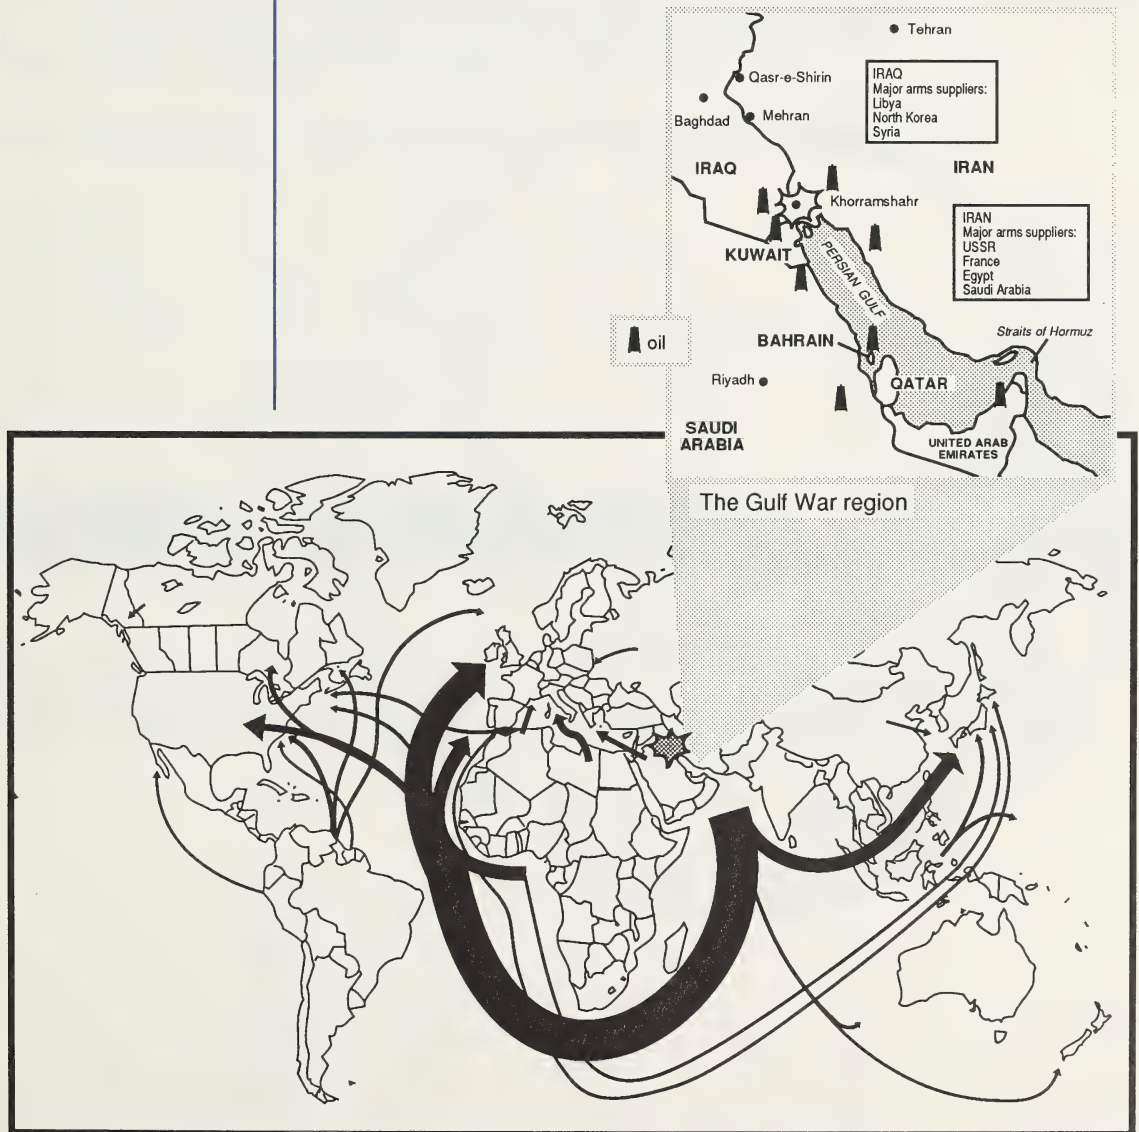 Tehran
Qasr-e-Shirin
Baghdad
Mehran
IRAQ
Major arms suppliers:
Libya
North Korea
Syria
IRAQ
IRAN
Khorramshahr
IRAN
Major arms suppliers:
USSR
France
Egypt
Saudi Arabia
KUWAIT
PERSIAN GULF
oil
BAHRAIN
Straits of Hormuz
Riyadh
QATAR
SAUDI
ARABIA
UNITED ARAB
EMIRATES
The Gulf War region